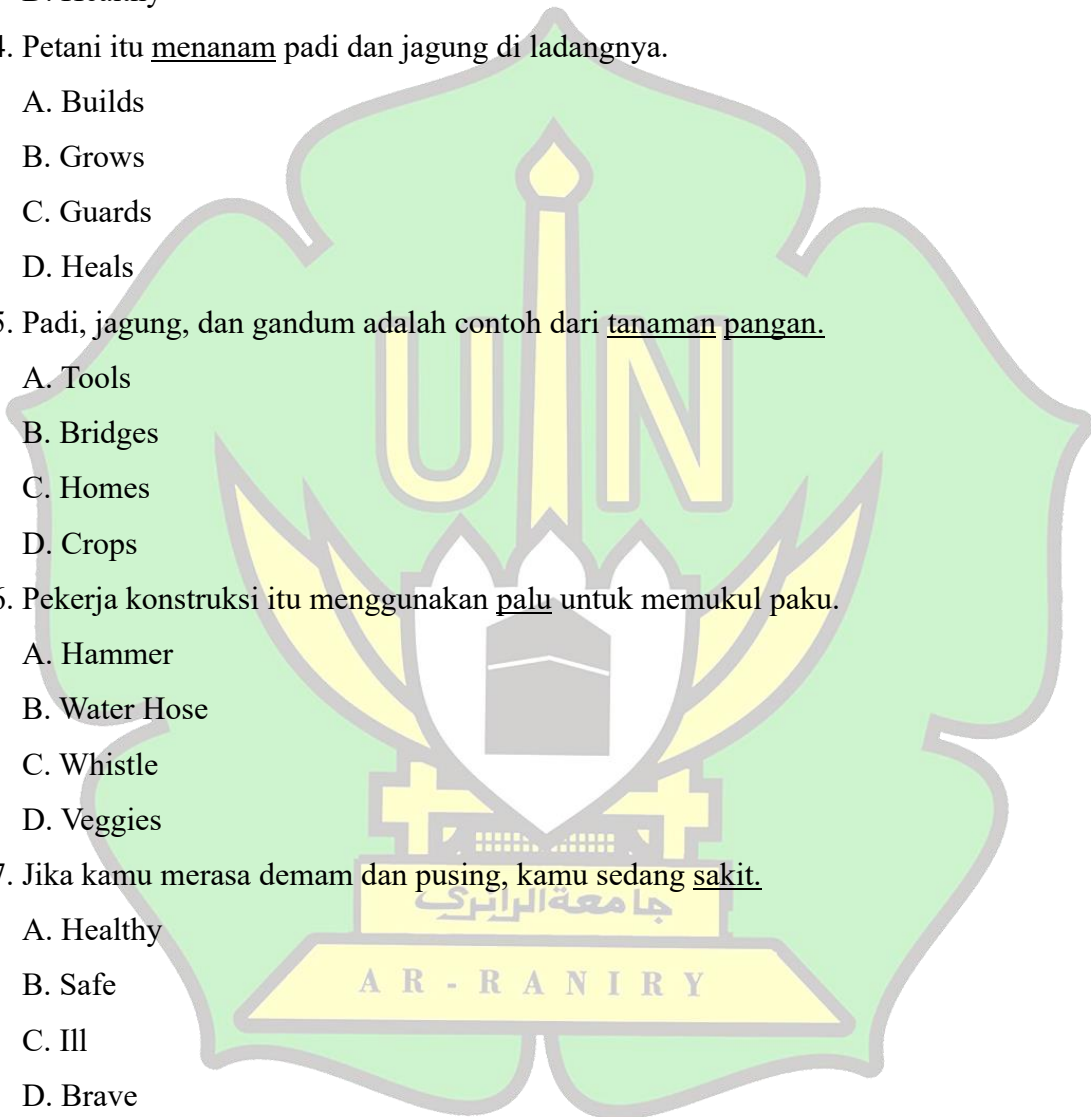 4. Petani itu menanam padi dan jagung di ladangnya.
A. Builds
B. Grows
C. Guards
D. Heals
5. Padi, jagung, dan gandum adalah contoh dari tanaman pangan.
A. Tools
B. Bridges
C. Homes
D. Crops
6. Pekerja konstruksi itu menggunakan palu untuk memukul paku.
A. Hammer
B. Water Hose
C. Whistle
D. Veggies
7. Jika kamu merasa demam dan pusing, kamu sedang sakit.
جامعة الرانري
A. Healthy
B. Safe
AR-RANIRY
C. Ill
D. Brave
UIN